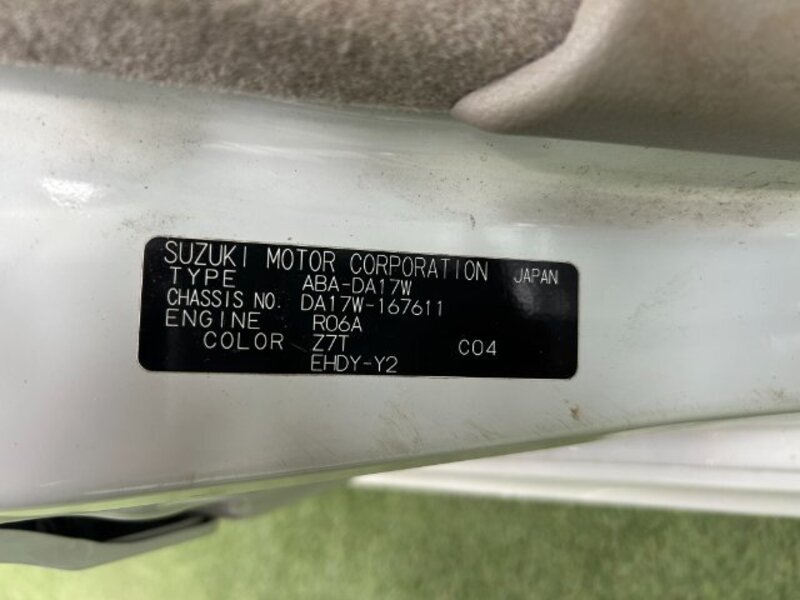 SUZUKI MOTOR CORPORATION JAPAN
TYPE ABA-DA17W
CHASSIS NO. DA17W-167611
ENGINE R06A
COLOR Z7T C04
EHDY-Y2